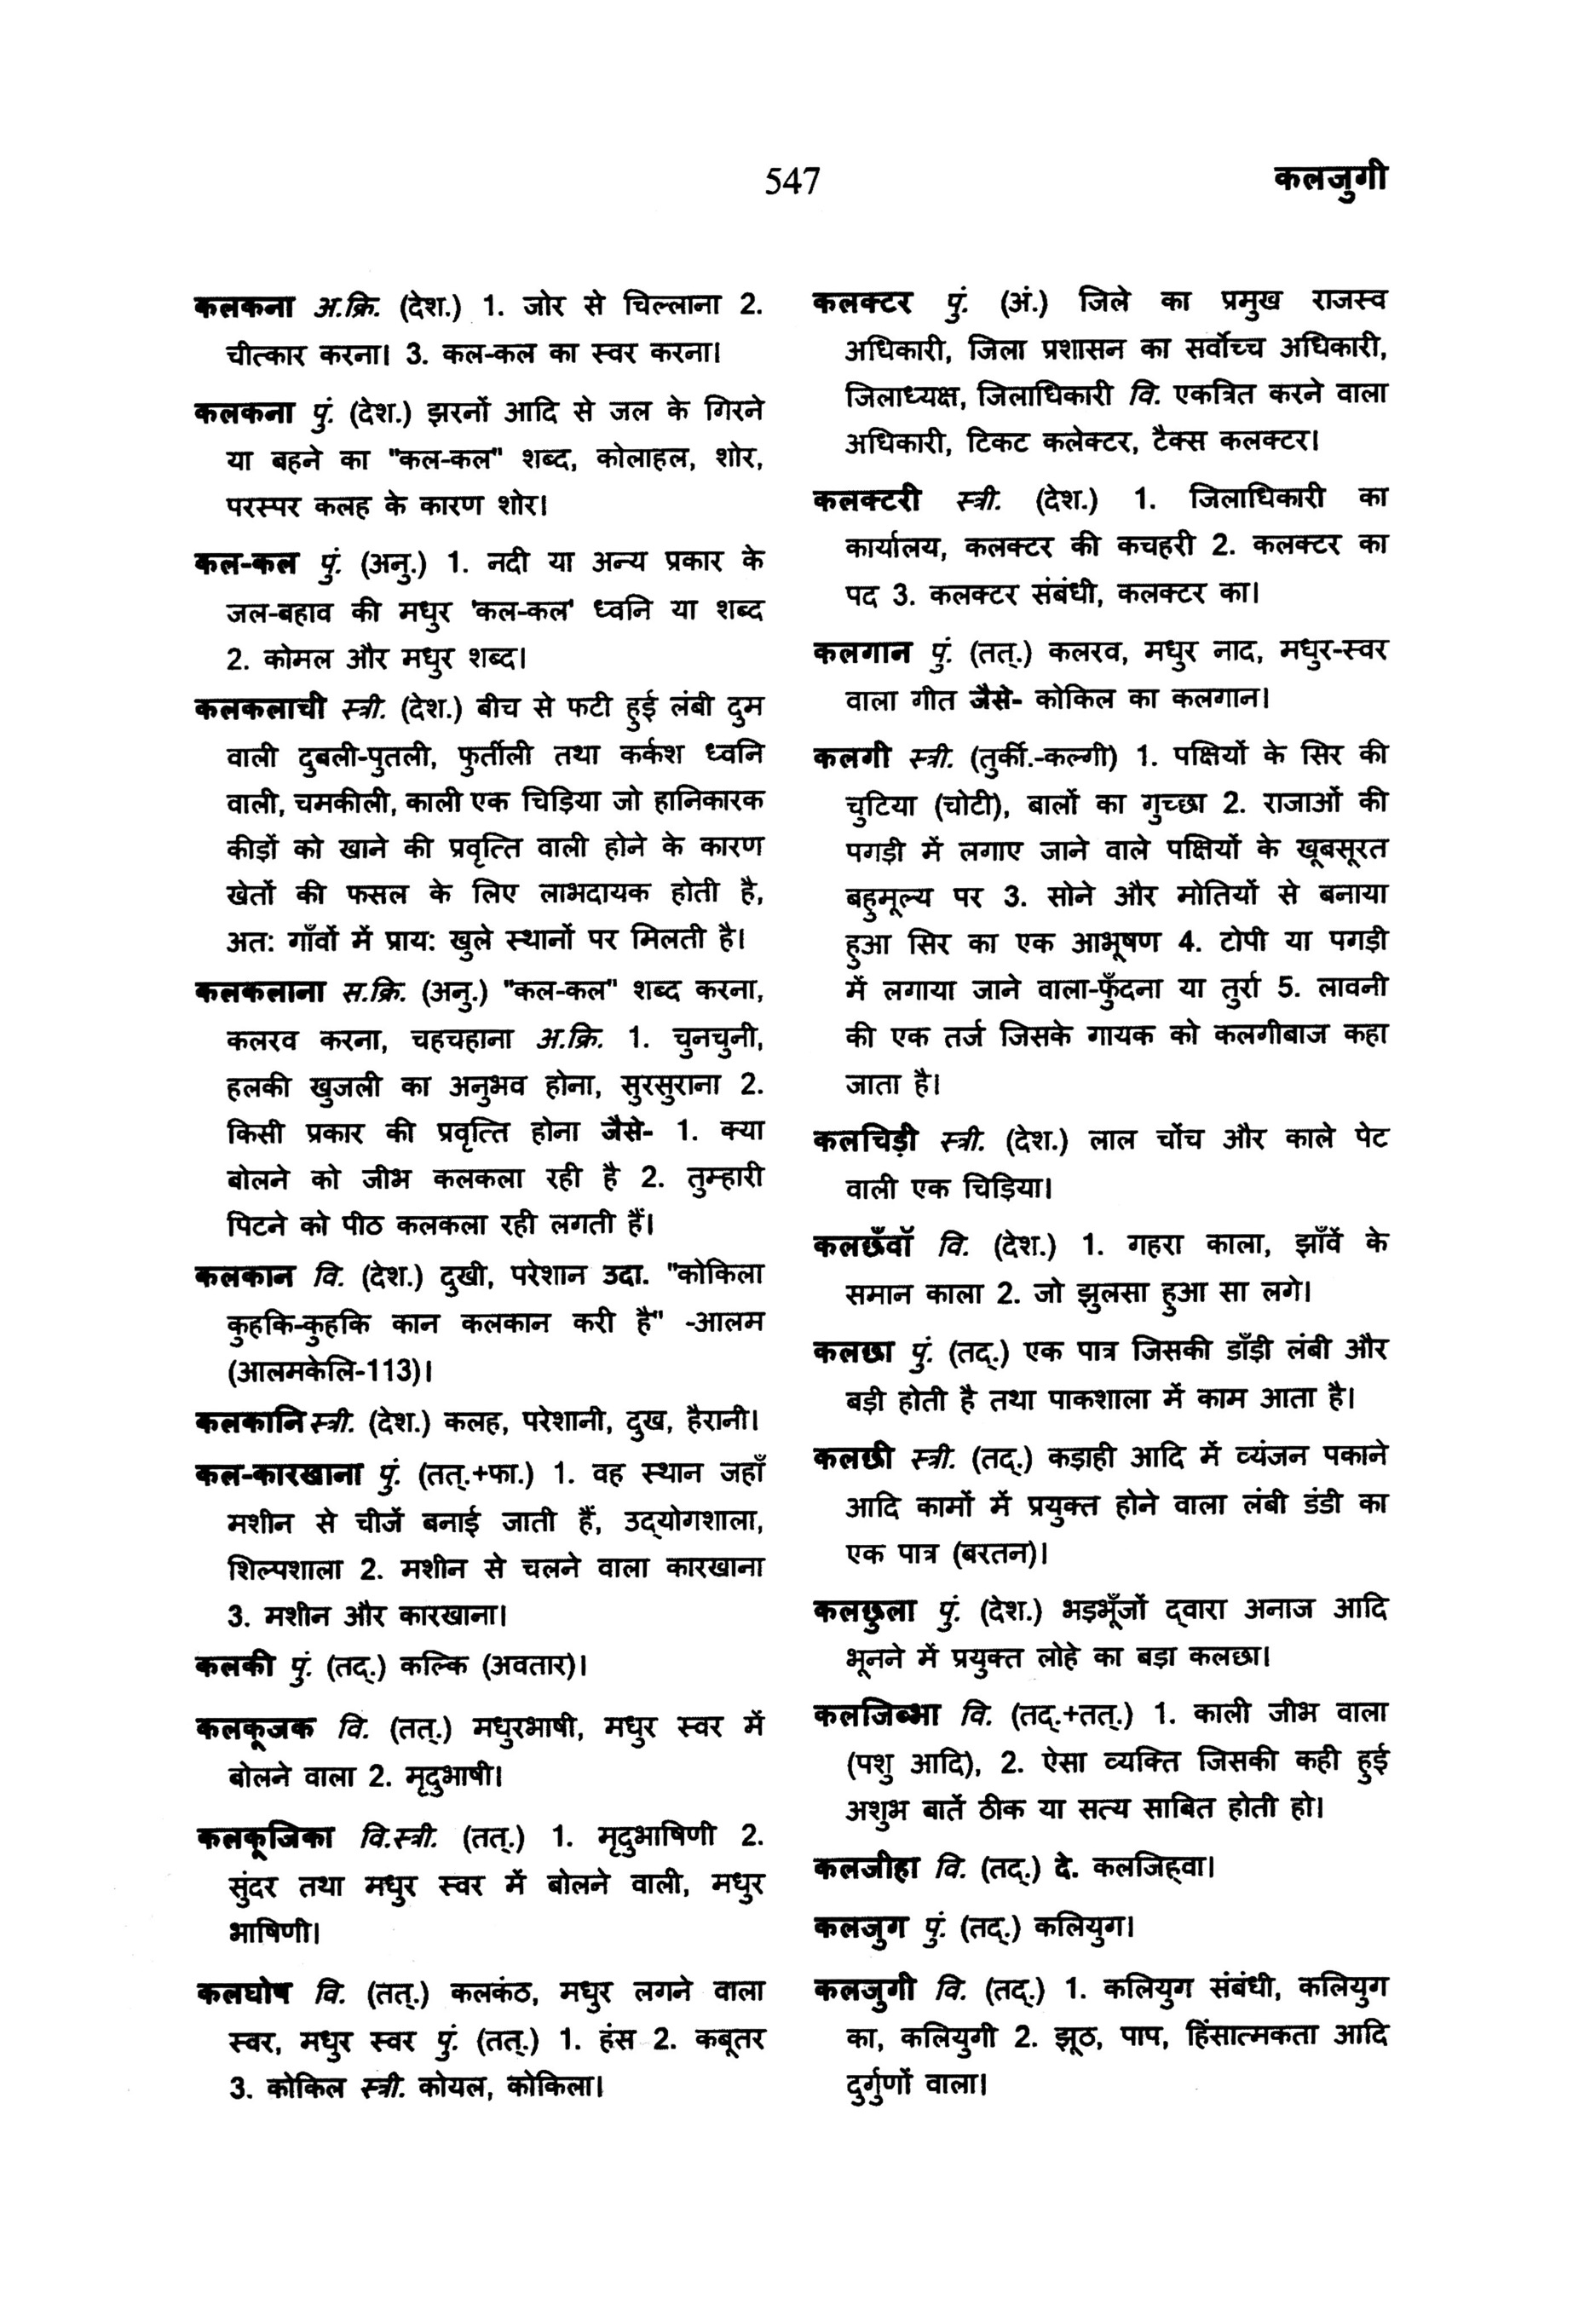 547
कलजुगी
कलकना अ.क्रि. (देश.) 1. जोर से चिल्लाना 2.
चीत्कार करना। 3. कल-कल का स्वर करना।
कलकना पुं. (देश.) झरनों आदि से जल के गिरने
या बहने का "कल-कल" शब्द, कोलाहल, शोर,
परस्पर कलह के कारण शोर।
कल-कल पुं. (अनु.) 1. नदी या अन्य प्रकार के
जल-बहाव की मधुर 'कल-कल' ध्वनि या शब्द
2. कोमल और मधुर शब्द।
कलकलाची स्त्री. (देश.) बीच से फटी हुई लंबी दुम
वाली दुबली-पुतली, फुर्तीली तथा कर्कश ध्वनि
वाली, चमकीली, काली एक चिड़िया जो हानिकारक
कीड़ों को खाने की प्रवृत्ति वाली होने के कारण
खेतों की फसल के लिए लाभदायक होती है,
अत: गाँवों में प्राय: खुले स्थानों पर मिलती है।
कलकलाना स.क्रि. (अनु.) "कल-कल" शब्द करना,
कलरव करना, चहचहाना अ.क्रि. 1. चुनचुनी,
हलकी खुजली का अनुभव होना, सुरसुराना 2.
किसी प्रकार की प्रवृत्ति होना जैसे- 1. क्या
बोलने को जीभ कलकला रही है 2. तुम्हारी
पिटने को पीठ कलकला रही लगती हैं।
कलकान वि. (देश.) दुखी, परेशान उदा. "कोकिला
कुहकि-कुहकि कान कलकान करी है" -आलम
(आलमकेलि-113)।
कलकानि स्त्री. (देश.) कलह, परेशानी, दुख, हैरानी।
कल-कारखाना पुं. (तत्.+फा.) 1. वह स्थान जहाँ
मशीन से चीजें बनाई जाती हैं, उद्‌योगशाला,
शिल्पशाला 2. मशीन से चलने वाला कारखाना
3. मशीन और कारखाना।
कलकी पुं. (तद्.) कल्कि (अवतार)।
कलकूजक वि. (तत्.) मधुरभाषी, मधुर स्वर में
बोलने वाला 2. मृदुभाषी।
कलकूजिका वि.स्त्री. (तत्.) 1. मृदुभाषिणी 2.
सुंदर तथा मधुर स्वर में बोलने वाली, मधुर
भाषिणी।
कलघोष वि. (तत्.) कलकंठ, मधुर लगने वाला
स्वर, मधुर स्वर पुं. (तत्.) 1. हंस 2. कबूतर
3. कोकिल स्त्री. कोयल, कोकिला।
कलक्टर पुं. (अं.) जिले का प्रमुख राजस्व
अधिकारी, जिला प्रशासन का सर्वोच्च अधिकारी,
जिलाध्यक्ष, जिलाधिकारी वि. एकत्रित करने वाला
अधिकारी, टिकट कलेक्टर, टैक्स कलक्टर।
कलक्टरी स्त्री. (देश.) 1. जिलाधिकारी का
कार्यालय, कलक्टर की कचहरी 2. कलक्टर का
पद 3. कलक्टर संबंधी, कलक्टर का।
कलगान पुं. (तत्.) कलरव, मधुर नाद, मधुर-स्वर
वाला गीत जैसे- कोकिल का कलगान।
कलगी स्त्री. (तुर्की.-कल्गी) 1. पक्षियों के सिर की
चुटिया (चोटी), बालों का गुच्छा 2. राजाओं की
पगड़ी में लगाए जाने वाले पक्षियों के खूबसूरत
बहुमूल्य पर 3. सोने और मोतियों से बनाया
हुआ सिर का एक आभूषण 4. टोपी या पगड़ी
में लगाया जाने वाला-फुँदना या तुर्रा 5. लावनी
की एक तर्ज जिसके गायक को कलगीबाज कहा
जाता है।
कलचिड़ी स्त्री. (देश.) लाल चोंच और काले पेट
वाली एक चिड़िया।
कलछँवॉ वि. (देश.) 1. गहरा काला, झाँवें के
समान काला 2. जो झुलसा हुआ सा लगे।
कलछा पुं. (तद्.) एक पात्र जिसकी डाँड़ी लंबी और
बड़ी होती है तथा पाकशाला में काम आता है।
कलछी स्त्री. (तद्.) कड़ाही आदि में व्यंजन पकाने
आदि कामों में प्रयुक्त होने वाला लंबी डंडी का
एक पात्र (बरतन)।
कलछुला पुं. (देश.) भड़भूँजों द्‌वारा अनाज आदि
भूनने में प्रयुक्त लोहे का बड़ा कलछा।
कलजिब्भा वि. (तद्.+तत्.) 1. काली जीभ वाला
(पशु आदि), 2. ऐसा व्यक्ति जिसकी कही हुई
अशुभ बातें ठीक या सत्य साबित होती हो।
कलजीहा वि. (तद्.) दे. कलजिह्‌वा।
कलजुग पुं. (तद्.) कलियुग।
कलजुगी वि. (तद्.) 1. कलियुग संबंधी, कलियुग
का, कलियुगी 2. झूठ, पाप, हिंसात्मकता आदि
दुर्गुणों वाला।